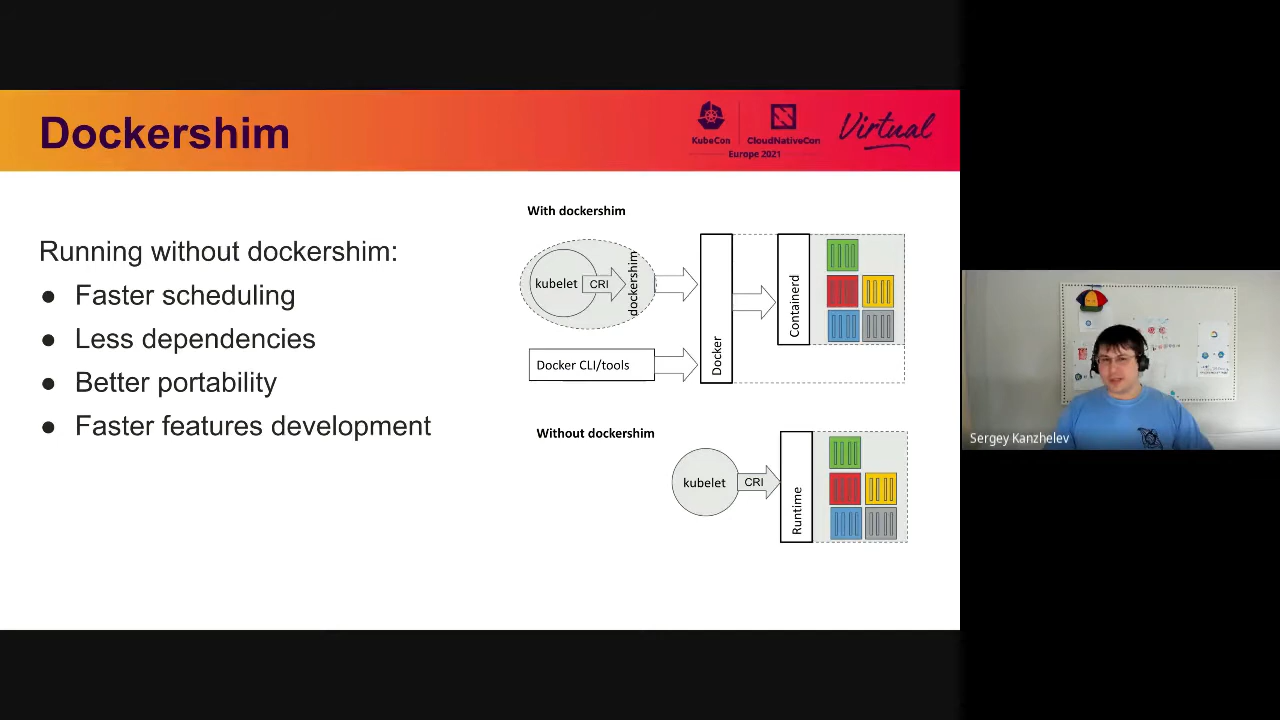 Dockershim
KubeCon
CloudNativeCon
Europe 2021
Virtual
Running without dockershim:
● Faster scheduling
● Less dependencies
● Better portability
● Faster features development
With dockershim
kubelet
CRI
dockershim
Docker CLI/tools
Docker
Containerd
Without dockershim
kubelet
CRI
Runtime
Sergey Kanzhelev